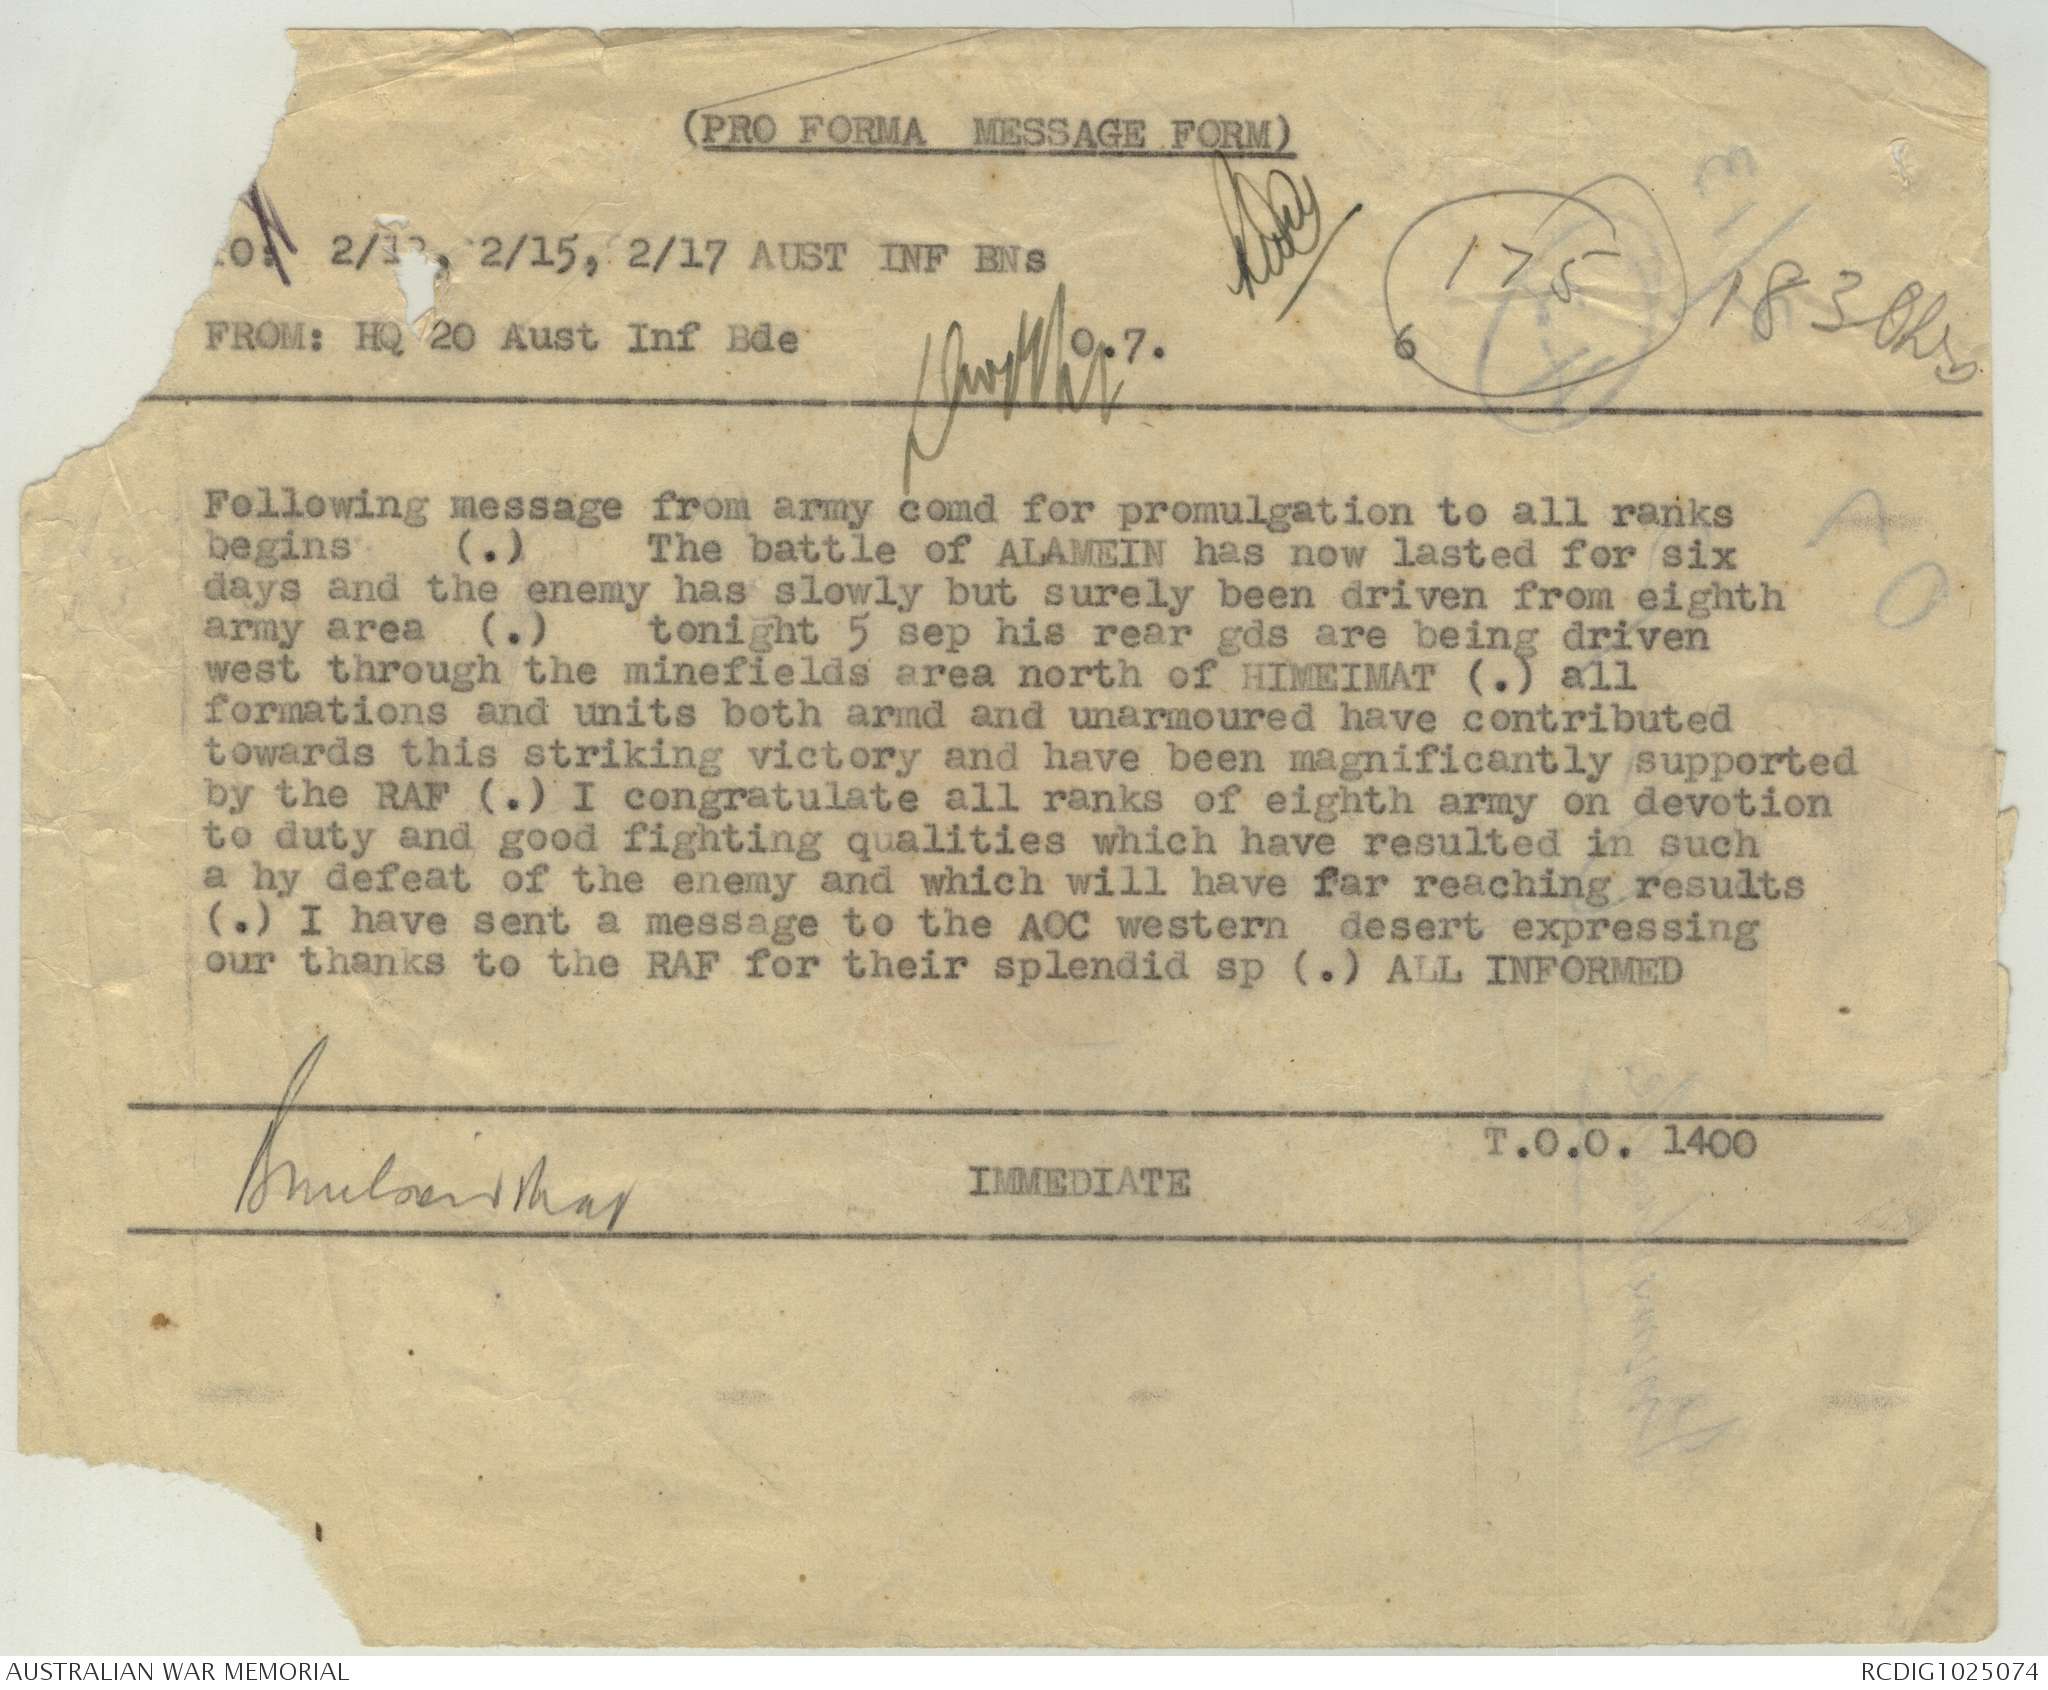 (PRO FORMA MESSAGE FORM)
TO: 2/13, 2/15, 2/17 AUST INF BNs
175
1830hrs
FROM: HQ 20 Aust Inf Bde
O.7.
6
Following message from army comd for promulgation to all ranks
begins (.) The battle of ALAMEIN has now lasted for six
days and the enemy has slowly but surely been driven from eighth
army area (.) tonight 5 sep his rear gds are being driven
west through the minefields area north of HIMEIMAT (.) all
formations and units both armd and unarmoured have contributed
towards this striking victory and have been magnificantly supported
by the RAF (.) I congratulate all ranks of eighth army on devotion
to duty and good fighting qualities which have resulted in such
a hy defeat of the enemy and which will have far reaching results
(.) I have sent a message to the AOC western desert expressing
our thanks to the RAF for their splendid sp (.) ALL INFORMED
T.O.O. 1400
IMMEDIATE
AUSTRALIAN WAR MEMORIAL
RCDIG1025074